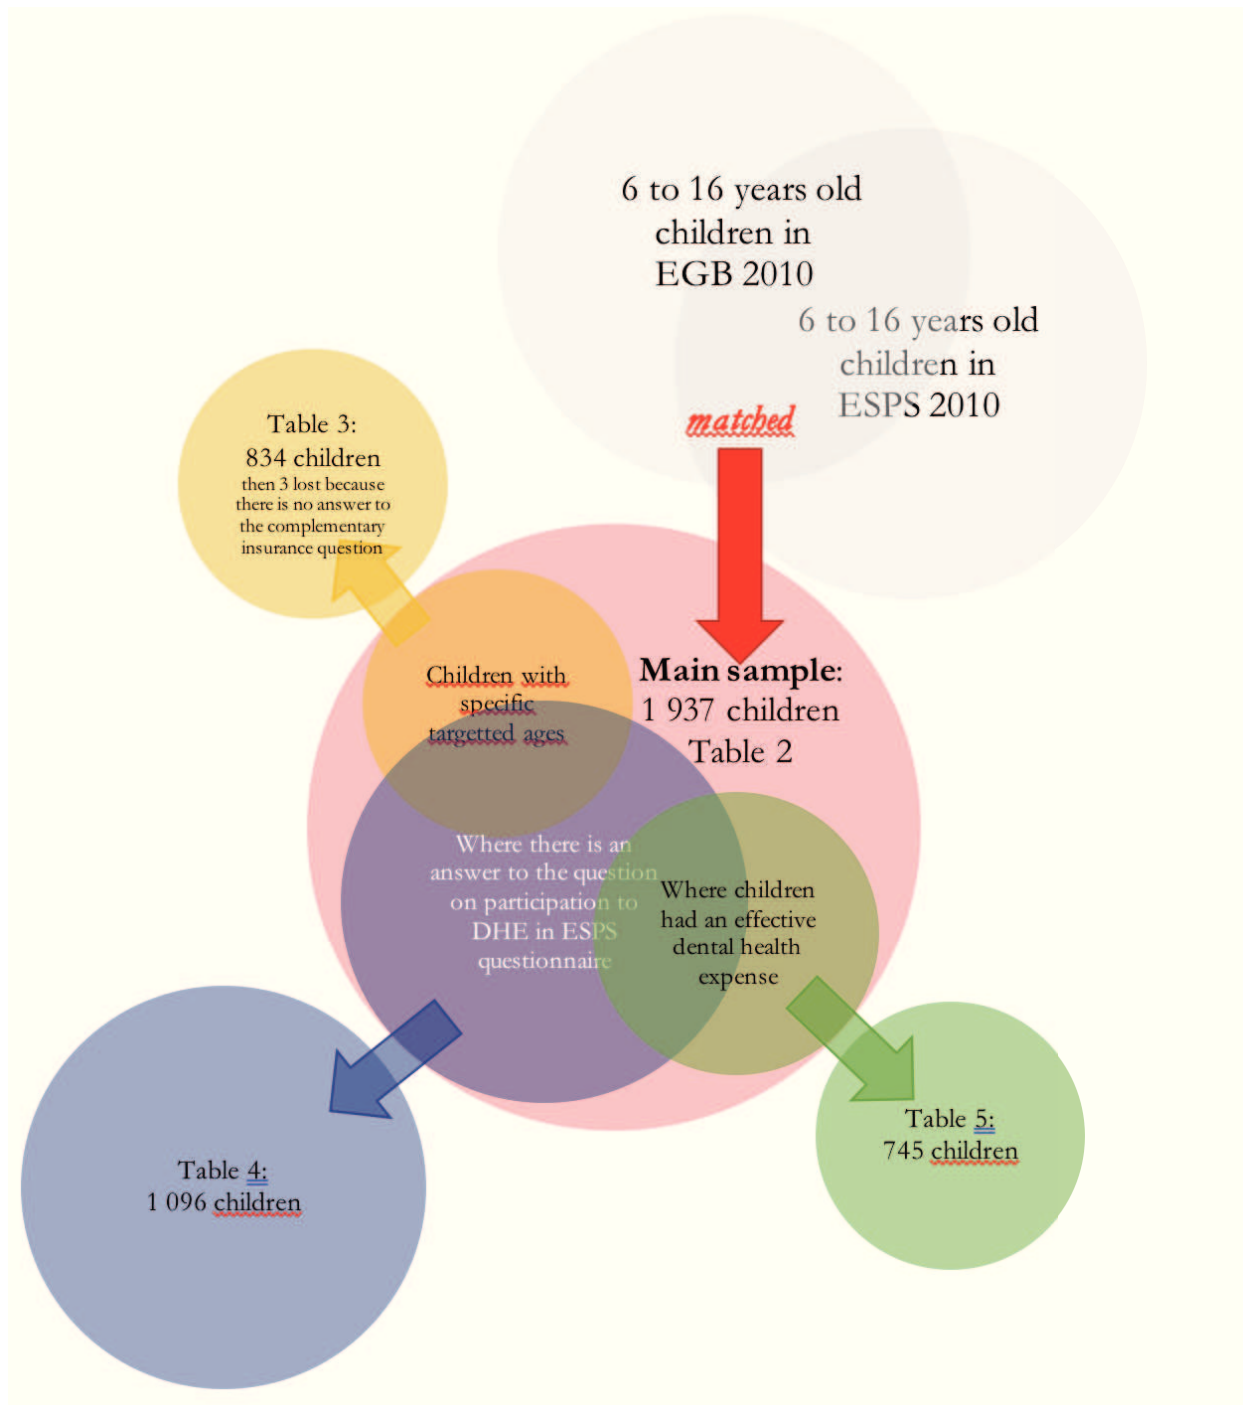 6 to 16 years old
children in
EGB 2010
6 to 16 years old
children in
ESPS 2010
matched
Table 3:
834 children
then 3 lost because
there is no answer to
the complementary
insurance question
Children with
specific
targetted ages
Main sample:
1 937 children
Table 2
Where there is an
answer to the question
on participation to
DHE in ESPS
questionnaire
Where children
had an effective
dental health
expense
Table 4:
1 096 children
Table 5:
745 children